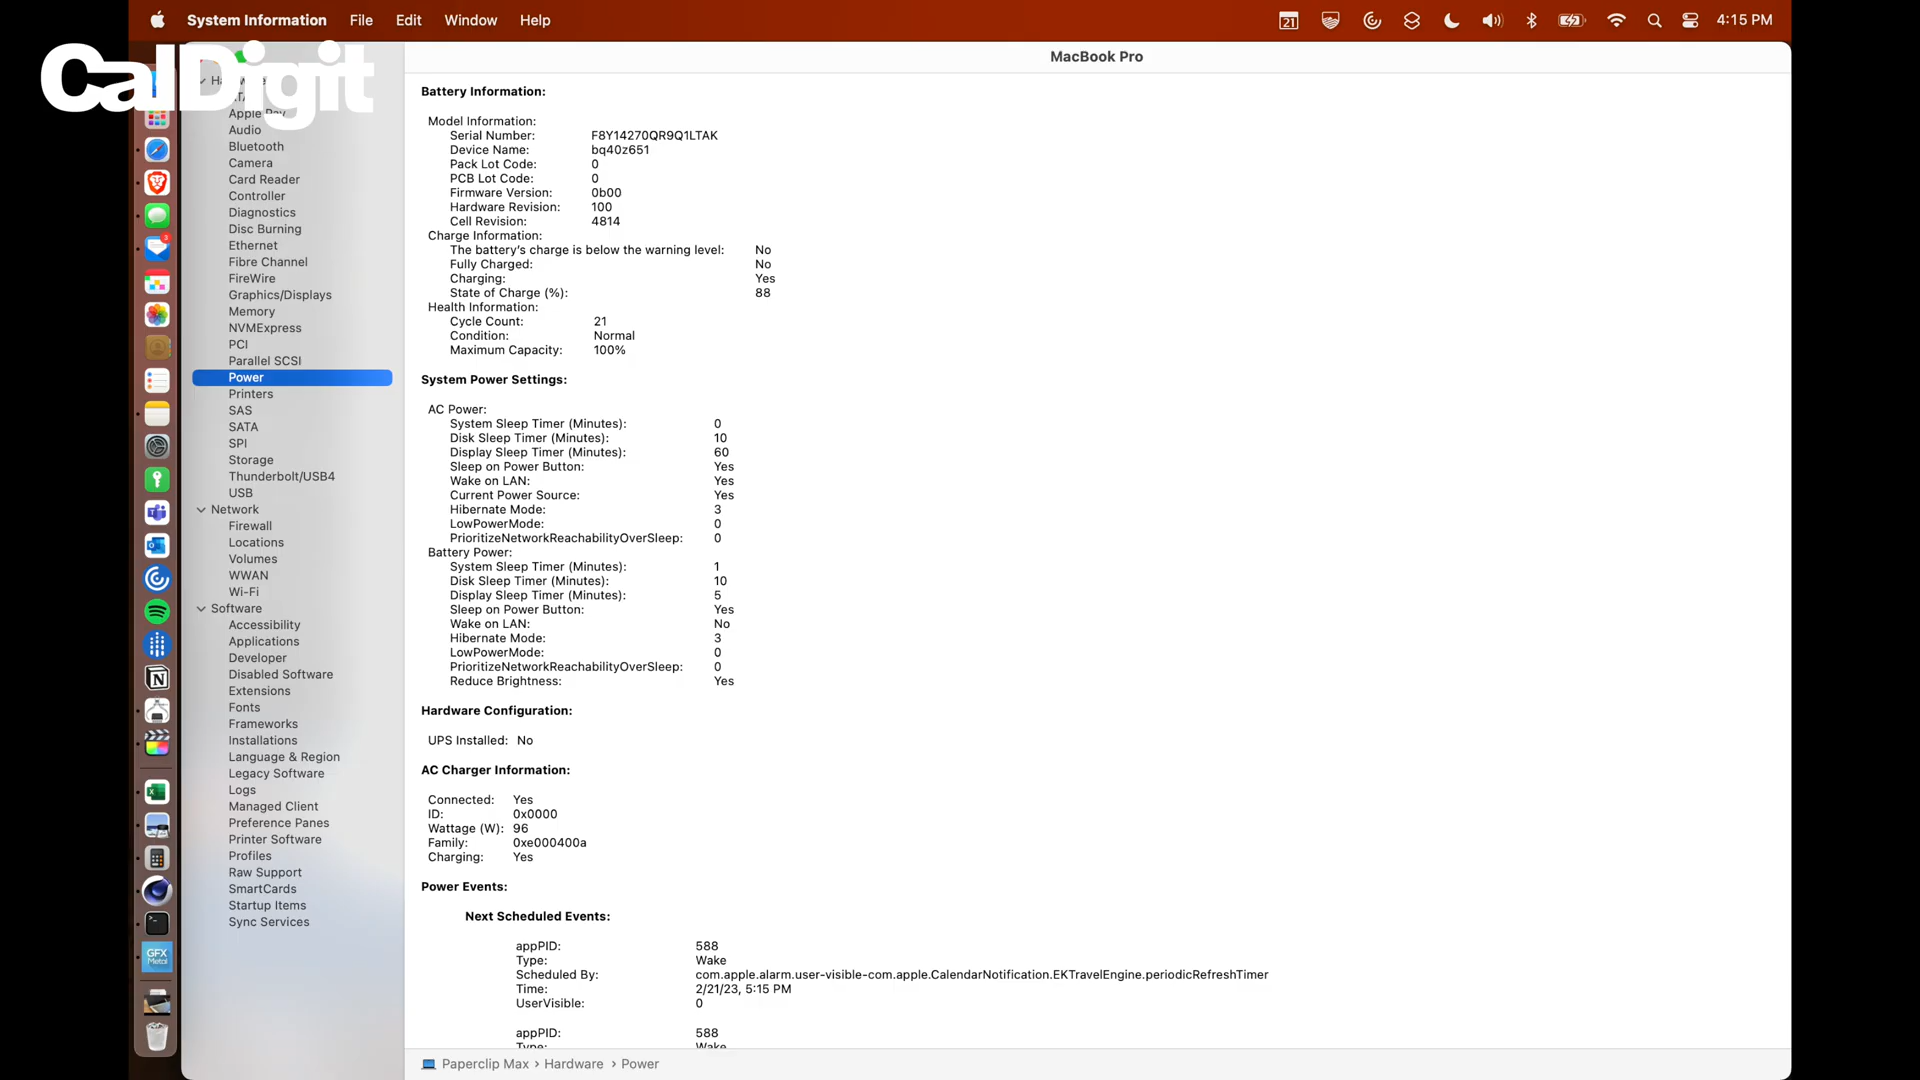 System Information File Edit Window Help
21
4:15 PM
CalDigit
MacBook Pro
Apple Pay
Audio
Bluetooth
Camera
Card Reader
Controller
Diagnostics
Disc Burning
Ethernet
Fibre Channel
FireWire
Graphics/Displays
Memory
NVMExpress
PCI
Parallel SCSI
Power
Printers
SAS
SATA
SPI
Storage
Thunderbolt/USB4
USB
Network
Firewall
Locations
Volumes
WWAN
Wi-Fi
Software
Accessibility
Applications
Developer
Disabled Software
Extensions
Fonts
Frameworks
Installations
Language & Region
Legacy Software
Logs
Managed Client
Preference Panes
Printer Software
Profiles
Raw Support
SmartCards
Startup Items
Sync Services
GFX
Metal
Battery Information:
Model Information:
Serial Number: F8Y14270QR9Q1LTAK
Device Name: bq40z651
Pack Lot Code: 0
PCB Lot Code: 0
Firmware Version: 0b00
Hardware Revision: 100
Cell Revision: 4814
Charge Information:
The battery's charge is below the warning level: No
Fully Charged: No
Charging: Yes
State of Charge (%): 88
Health Information:
Cycle Count: 21
Condition: Normal
Maximum Capacity: 100%
System Power Settings:
AC Power:
System Sleep Timer (Minutes): 0
Disk Sleep Timer (Minutes): 10
Display Sleep Timer (Minutes): 60
Sleep on Power Button: Yes
Wake on LAN: Yes
Current Power Source: Yes
Hibernate Mode: 3
LowPowerMode: 0
PrioritizeNetworkReachabilityOverSleep: 0
Battery Power:
System Sleep Timer (Minutes): 1
Disk Sleep Timer (Minutes): 10
Display Sleep Timer (Minutes): 5
Sleep on Power Button: Yes
Wake on LAN: No
Hibernate Mode: 3
LowPowerMode: 0
PrioritizeNetworkReachabilityOverSleep: 0
Reduce Brightness: Yes
Hardware Configuration:
UPS Installed: No
AC Charger Information:
Connected: Yes
ID: 0x0000
Wattage (W): 96
Family: 0xe000400a
Charging: Yes
Power Events:
Next Scheduled Events:
appPID: 588
Type: Wake
Scheduled By: com.apple.alarm.user-visible-com.apple.CalendarNotification.EKTravelEngine.periodicRefreshTimer
Time: 2/21/23, 5:15 PM
UserVisible: 0
appPID: 588
Type: Wake
Paperclip Max › Hardware › Power